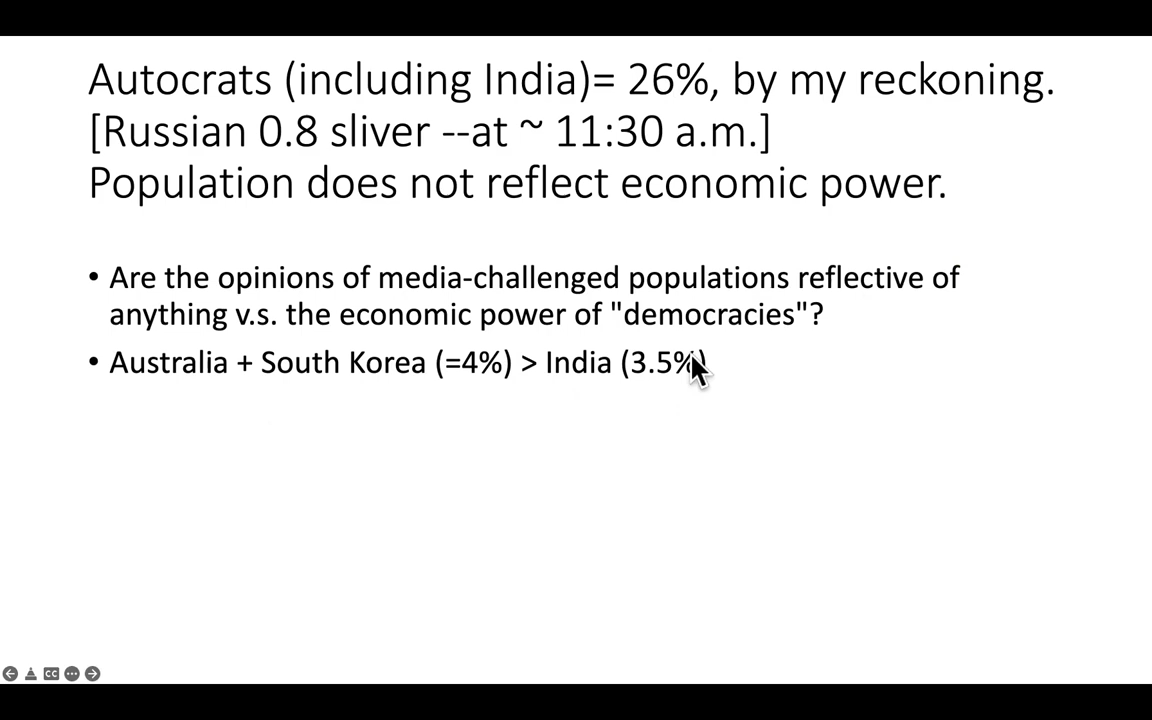 Autocrats (including India)= 26%, by my reckoning.
[Russian 0.8 sliver --at ~ 11:30 a.m.]
Population does not reflect economic power.
• Are the opinions of media-challenged populations reflective of
anything v.s. the economic power of "democracies"?
• Australia + South Korea (=4%) > India (3.5%)
CC